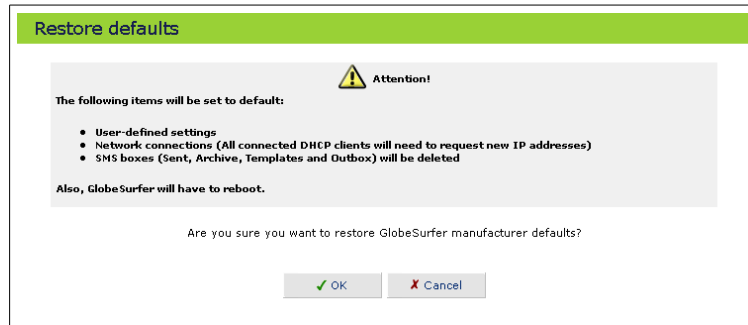 Restore defaults
Attention!
The following items will be set to default:
User-defined settings
Network connections (All connected DHCP clients will need to request new IP addresses)
SMS boxes (Sent, Archive, Templates and Outbox) will be deleted
Also, GlobeSurfer will have to reboot.
Are you sure you want to restore GlobeSurfer manufacturer defaults?
OK Cancel